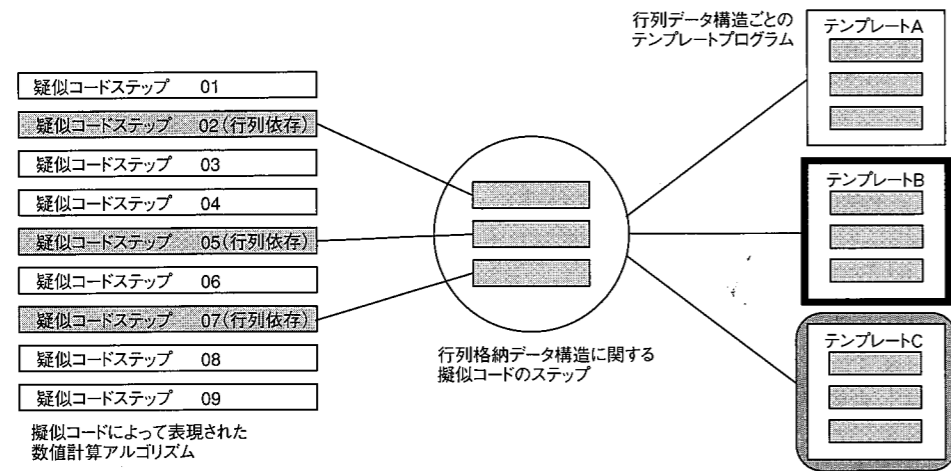 行列データ構造ごとの
テンプレートプログラム
テンプレートA
疑似コードステップ 01
疑似コードステップ 02(行列依存)
疑似コードステップ 03
疑似コードステップ 04
疑似コードステップ 05(行列依存)
疑似コードステップ 06
疑似コードステップ 07(行列依存)
疑似コードステップ 08
疑似コードステップ 09
擬似コードによって表現された
数値計算アルゴリズム
行列格納データ構造に関する
擬似コードのステップ
テンプレートB
テンプレートC